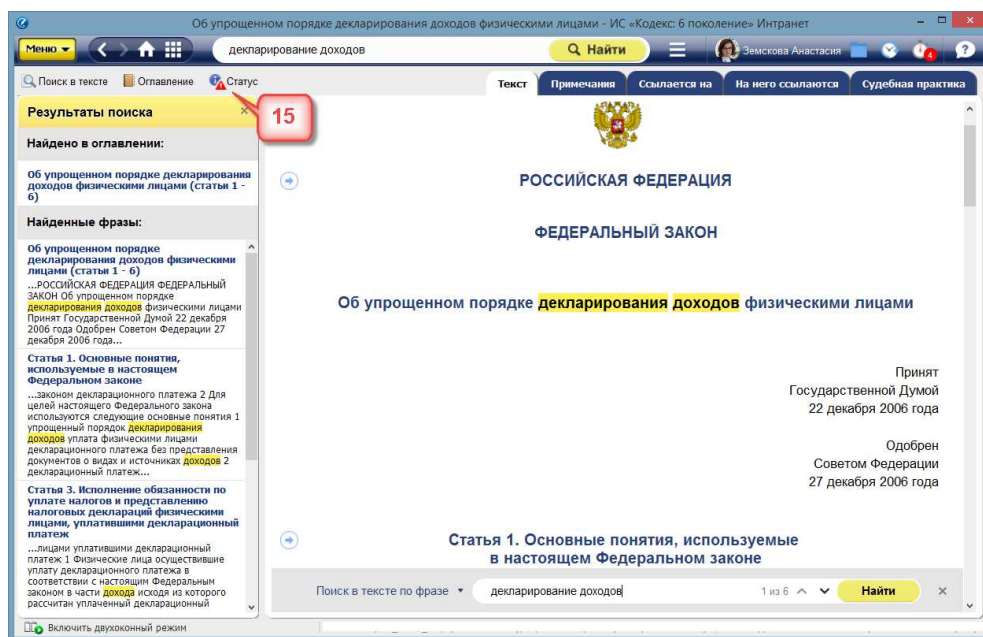 Об упрощенном порядке декларирования доходов физическими лицами - ИС «Кодекс: 6 поколение» Интранет
Меню
декларирование доходов
Найти
Земскова Анастасия
4
?
Поиск в тексте
Оглавление
Статус
Текст
Примечания
Ссылается на
На него ссылаются
Судебная практика
15
Результаты поиска
Найдено в оглавлении:
Об упрощенном порядке декларирования
доходов физическими лицами (статьи 1 -
6)
Найденные фразы:
Об упрощенном порядке
декларирования доходов физическими
лицами (статьи 1 - 6)
...РОССИЙСКАЯ ФЕДЕРАЦИЯ ФЕДЕРАЛЬНЫЙ
ЗАКОН Об упрощенном порядке
декларирования доходов физическими лицами
Принят Государственной Думой 22 декабря
2006 года Одобрен Советом Федерации 27
декабря 2006 года...
Статья 1. Основные понятия,
используемые в настоящем
Федеральном законе
...законом декларационного платежа 2 Для
целей настоящего Федерального закона
используются следующие основные понятия 1
упрощенный порядок декларирования
доходов уплата физическими лицами
декларационного платежа без представления
документов о видах и источниках доходов 2
декларационный платеж...
Статья 3. Исполнение обязанности по
уплате налогов и представлению
налоговых деклараций физическими
лицами, уплатившими декларационный
платеж
...лицами уплатившими декларационный
платеж 1 Физические лица осуществившие
уплату декларационного платежа в
соответствии с настоящим Федеральным
законом в части дохода исходя из которого
рассчитан уплаченный декларационный
РОССИЙСКАЯ ФЕДЕРАЦИЯ
ФЕДЕРАЛЬНЫЙ ЗАКОН
Об упрощенном порядке декларирования доходов физическими лицами
Принят
Государственной Думой
22 декабря 2006 года
Одобрен
Советом Федерации
27 декабря 2006 года
Статья 1. Основные понятия, используемые
в настоящем Федеральном законе
Поиск в тексте по фразе
декларирование доходов
1 из 6
Найти
Включить двухоконный режим